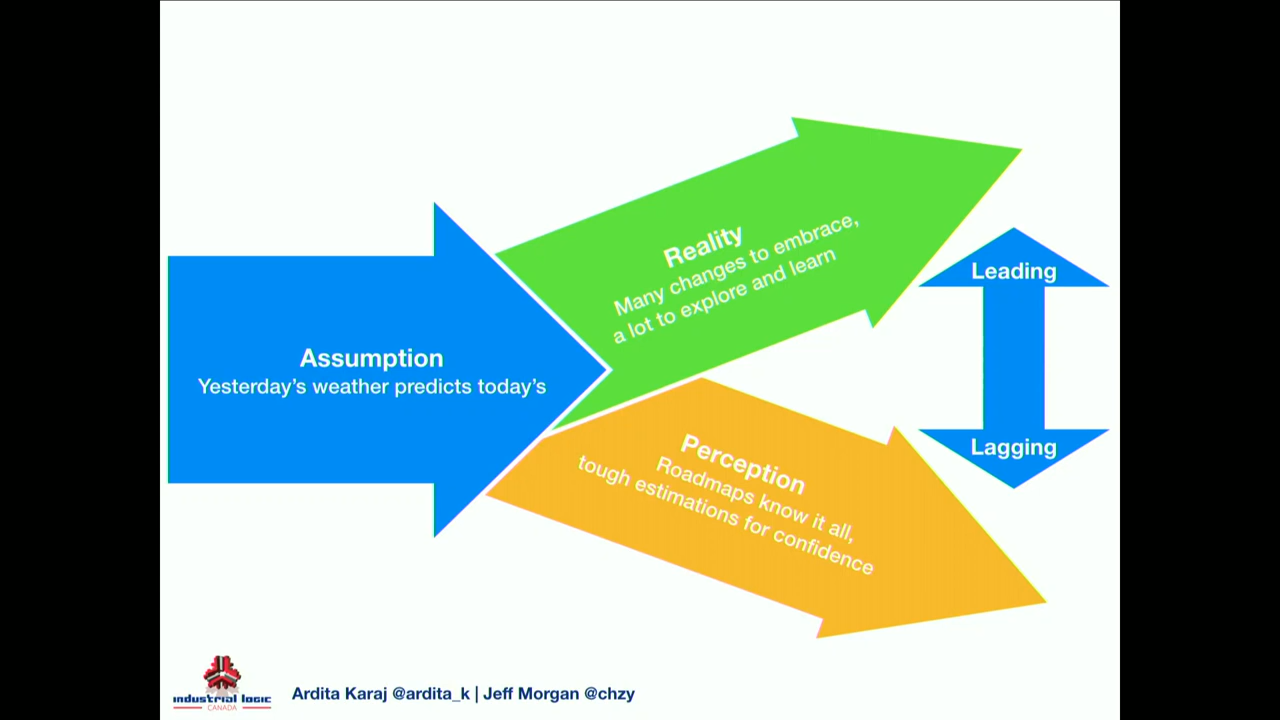 Assumption
Yesterday's weather predicts today's
Reality
Many changes to embrace,
a lot to explore and learn
Perception
Roadmaps know it all,
tough estimations for confidence
Leading
Lagging
industrial logic
CANADA
Ardita Karaj @ardita_k | Jeff Morgan @chzy